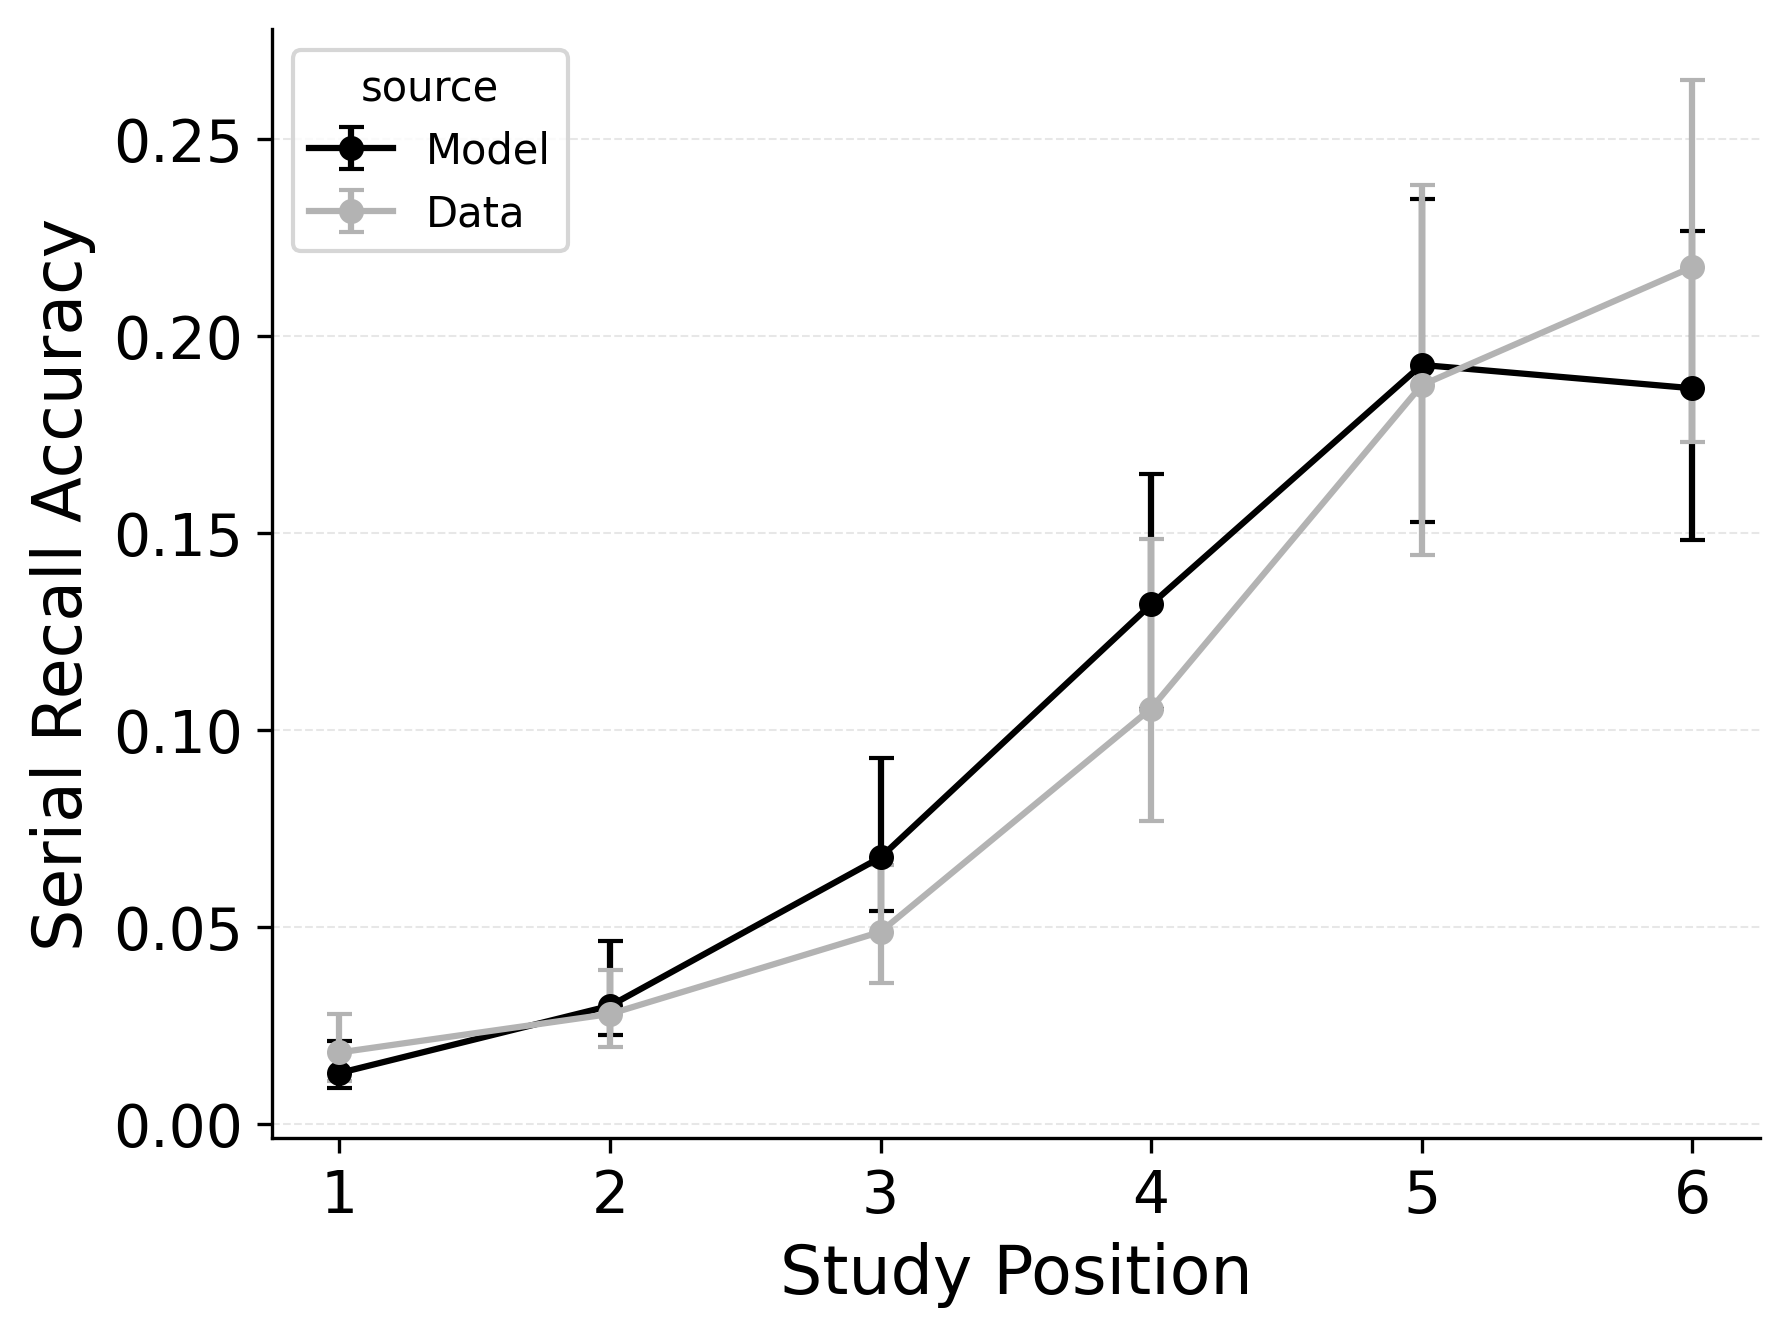 source
Model
Data
Serial Recall Accuracy
0.25
0.20
0.15
0.10
0.05
0.00
1 2 3 4 5 6
Study Position